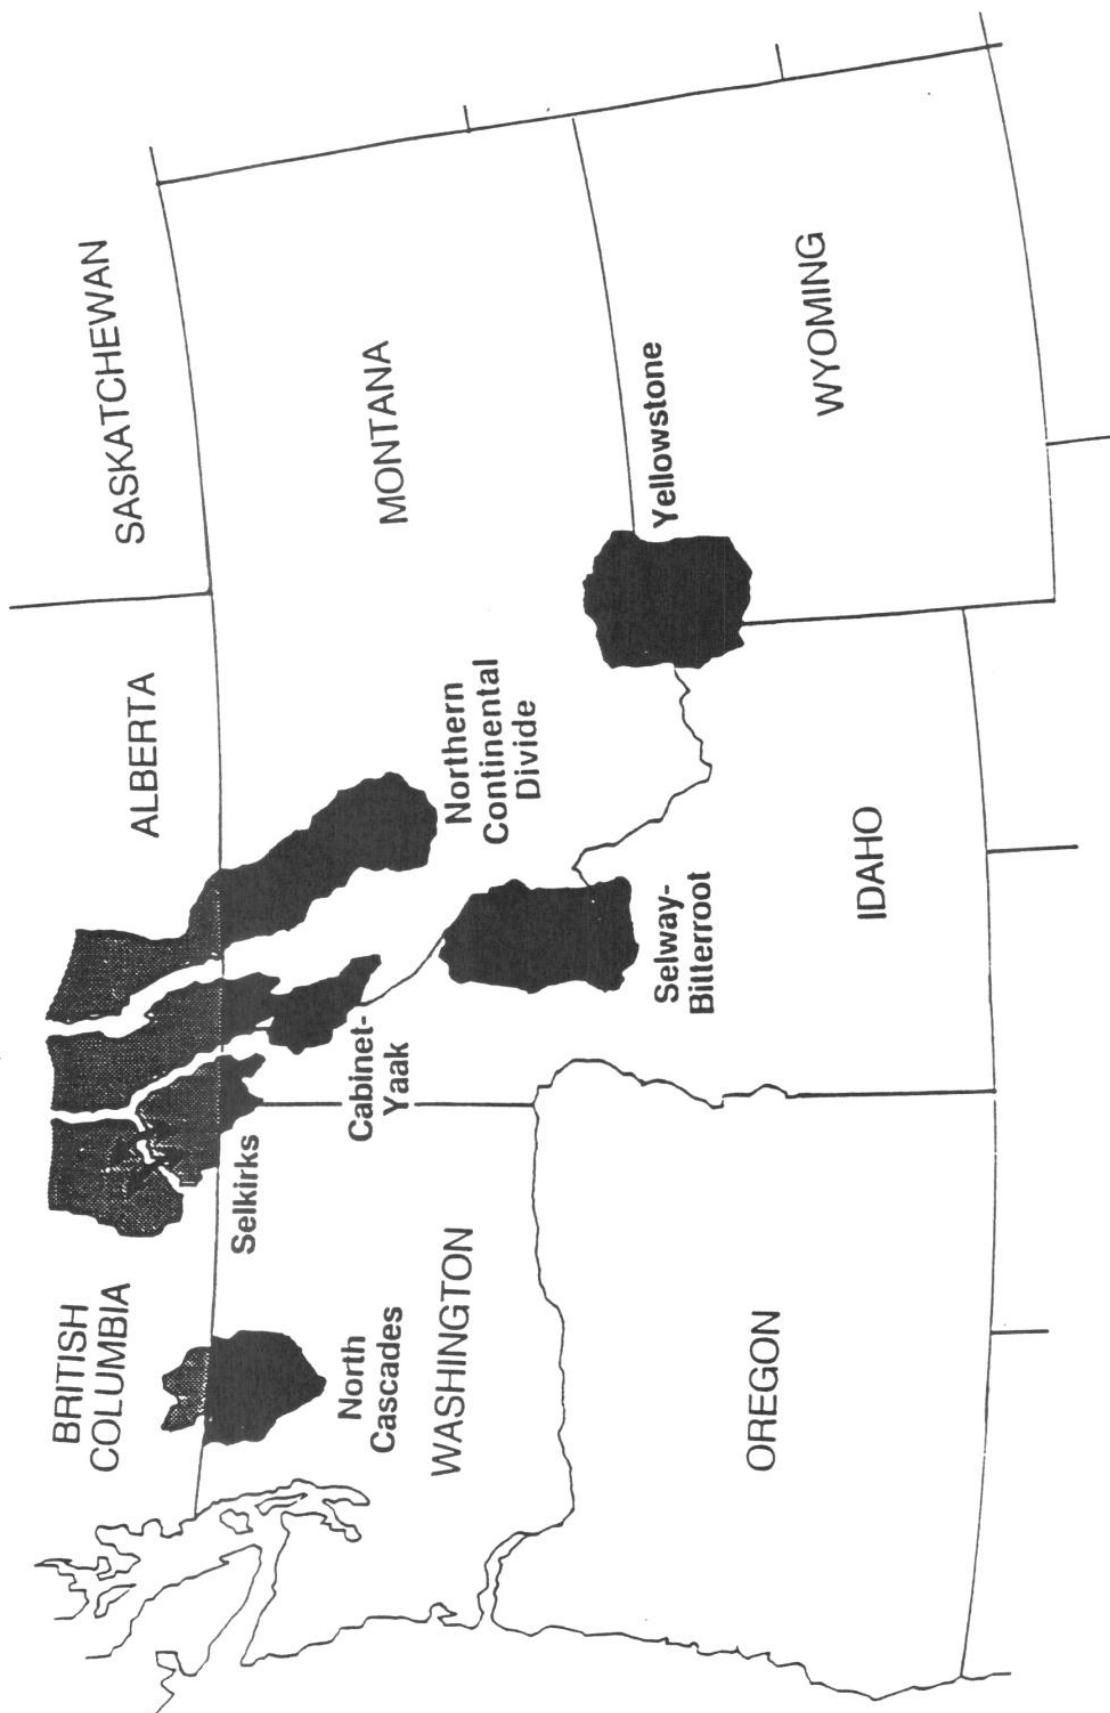 BRITISH
COLUMBIA
ALBERTA
SASKATCHEWAN
North
Cascades
Selkirks
Cabinet-
Yaak
Northern
Continental
Divide
WASHINGTON
MONTANA
Selway-
Bitterroot
Yellowstone
OREGON
IDAHO
WYOMING